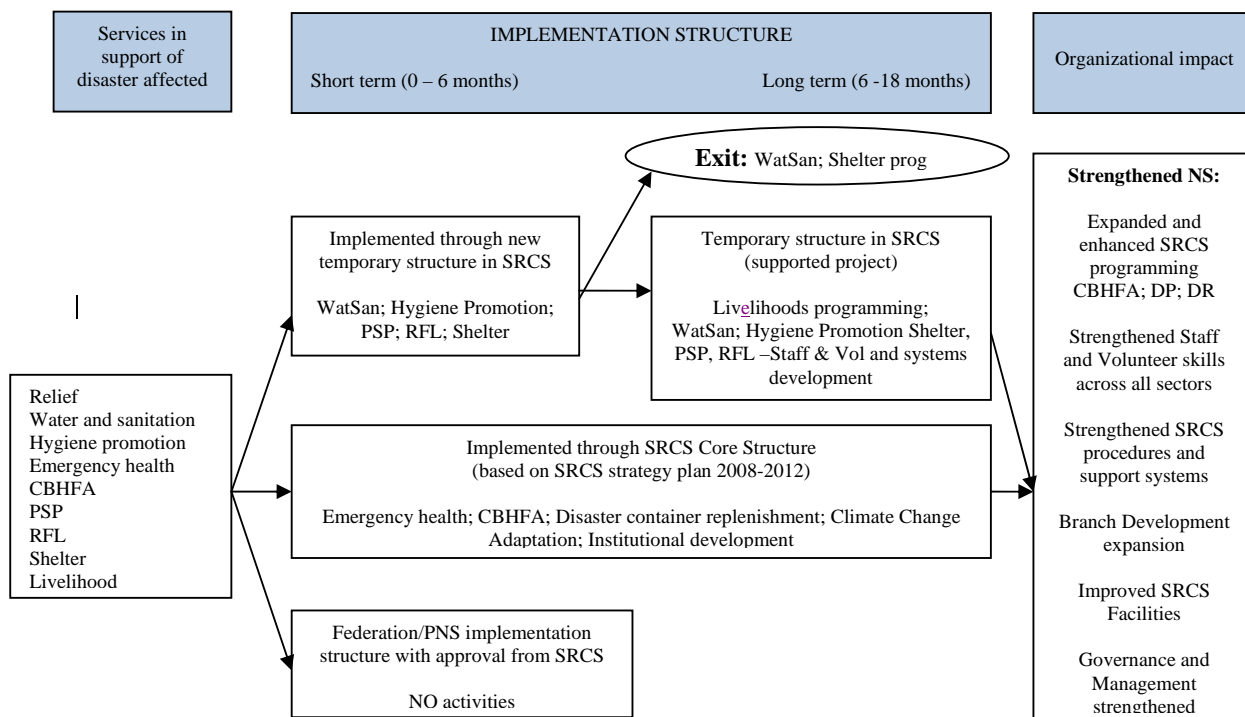 Services in
support of
disaster affected
IMPLEMENTATION STRUCTURE
Short term (0 – 6 months)
Long term (6 -18 months)
Organizational impact
Exit: WatSan; Shelter prog
Implemented through new
temporary structure in SRCS
WatSan; Hygiene Promotion;
PSP; RFL; Shelter
Temporary structure in SRCS
(supported project)
Livelihoods programming;
WatSan; Hygiene Promotion Shelter,
PSP, RFL –Staff & Vol and systems
development
Relief
Water and sanitation
Hygiene promotion
Emergency health
CBHFA
PSP
RFL
Shelter
Livelihood
Implemented through SRCS Core Structure
(based on SRCS strategy plan 2008-2012)
Emergency health; CBHFA; Disaster container replenishment; Climate Change
Adaptation; Institutional development
Federation/PNS implementation
structure with approval from SRCS
NO activities
Strengthened NS:
Expanded and
enhanced SRCS
programming
CBHFA; DP; DR
Strengthened Staff
and Volunteer skills
across all sectors
Strengthened SRCS
procedures and
support systems
Branch Development
expansion
Improved SRCS
Facilities
Governance and
Management
strengthened